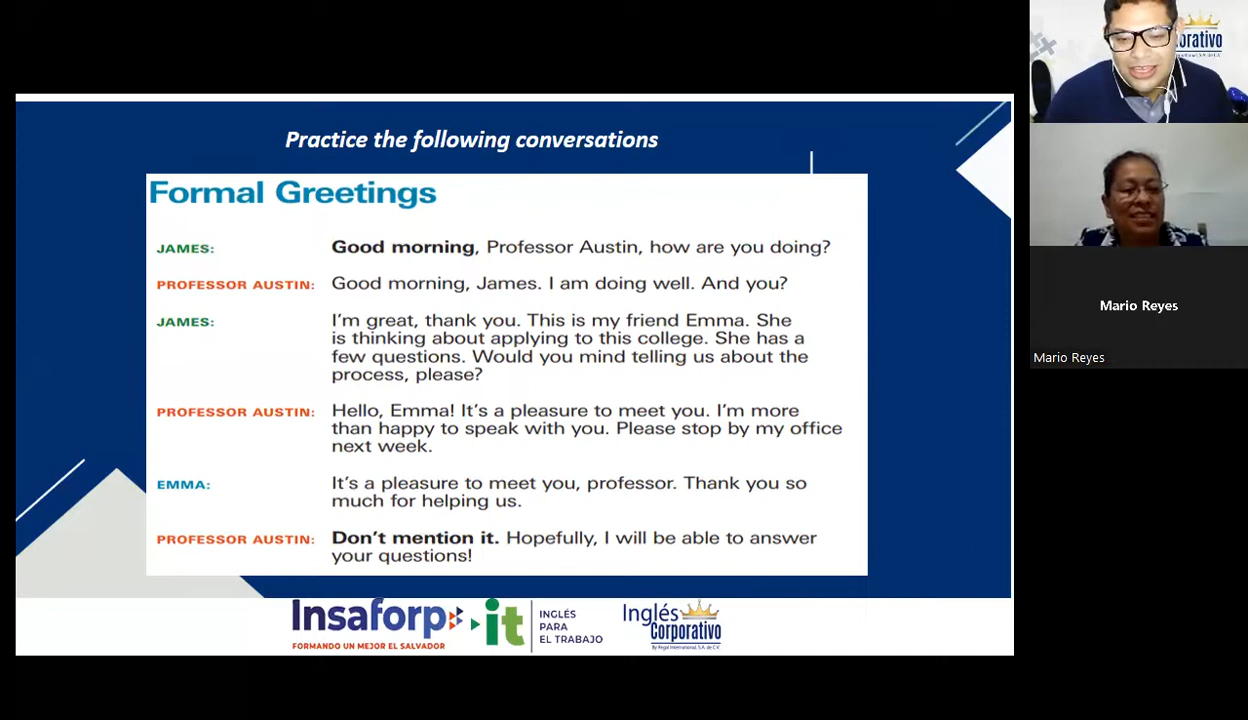 Practice the following conversations
Formal Greetings
JAMES: Good morning, Professor Austin, how are you doing?
PROFESSOR AUSTIN: Good morning, James. I am doing well. And you?
JAMES: I'm great, thank you. This is my friend Emma. She
is thinking about applying to this college. She has a
few questions. Would you mind telling us about the
process, please?
PROFESSOR AUSTIN: Hello, Emma! It's a pleasure to meet you. I'm more
than happy to speak with you. Please stop by my office
next week.
EMMA: It's a pleasure to meet you, professor. Thank you so
much for helping us.
PROFESSOR AUSTIN: Don't mention it. Hopefully, I will be able to answer
your questions!
Insaforp
FORMANDO UN MEJOR EL SALVADOR
it
INGLÉS
PARA
EL TRABAJO
Inglés
Corporativo
By Regal International, S.A. de C.V.
orativo
Mario Reyes
Mario Reyes